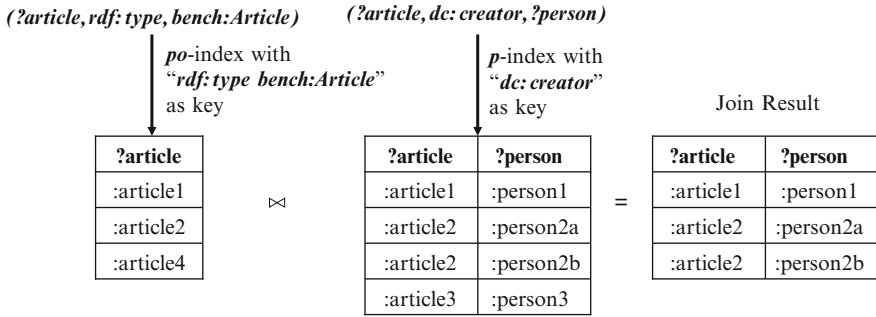 (?article, rdf: type, bench:Article)
(?article, dc: creator, ?person)
po-index with
“rdf: type bench:Article”
as key
p-index with
“dc: creator”
as key
Join Result
?article
:article1
:article2
:article4
⋈
?article ?person
:article1 :person1
:article2 :person2a
:article2 :person2b
:article3 :person3
=
?article ?person
:article1 :person1
:article2 :person2a
:article2 :person2b